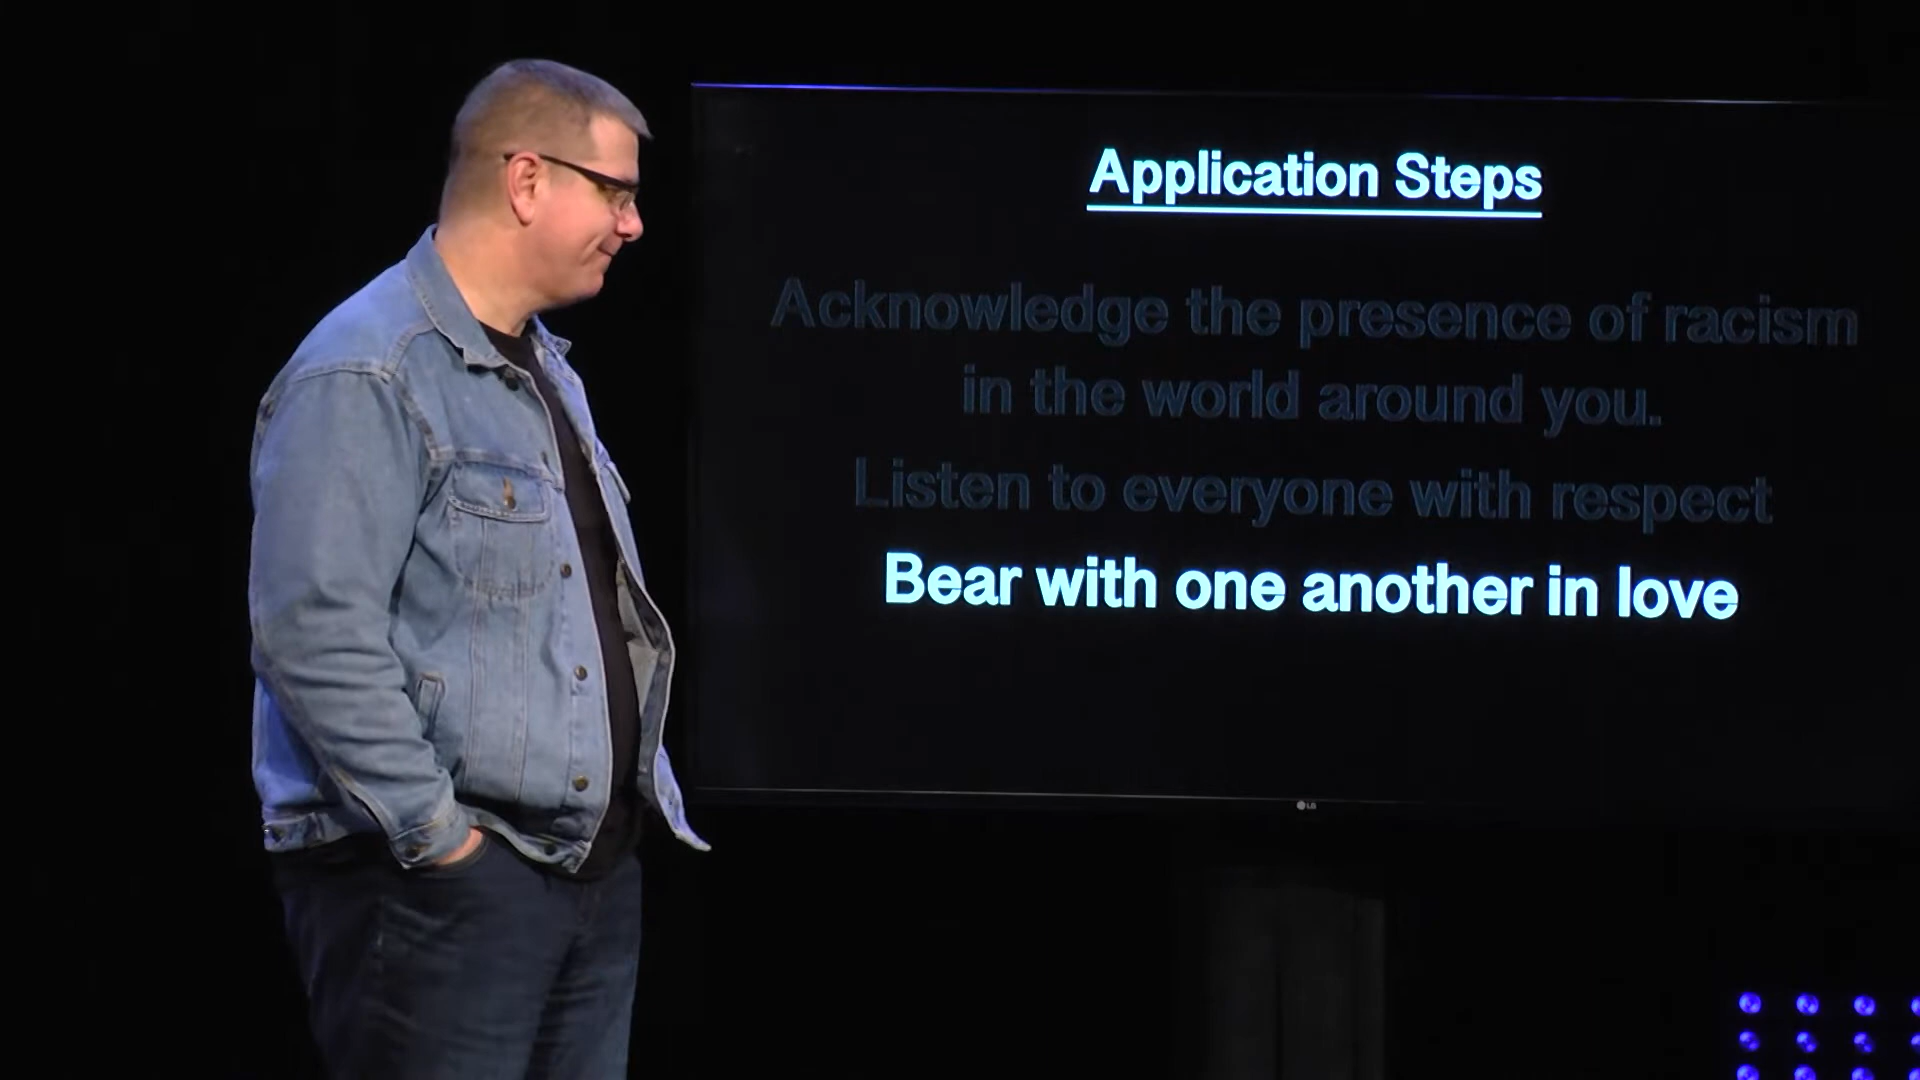 Application Steps
Acknowledge the presence of racism
in the world around you.
Listen to everyone with respect
Bear with one another in love
LG